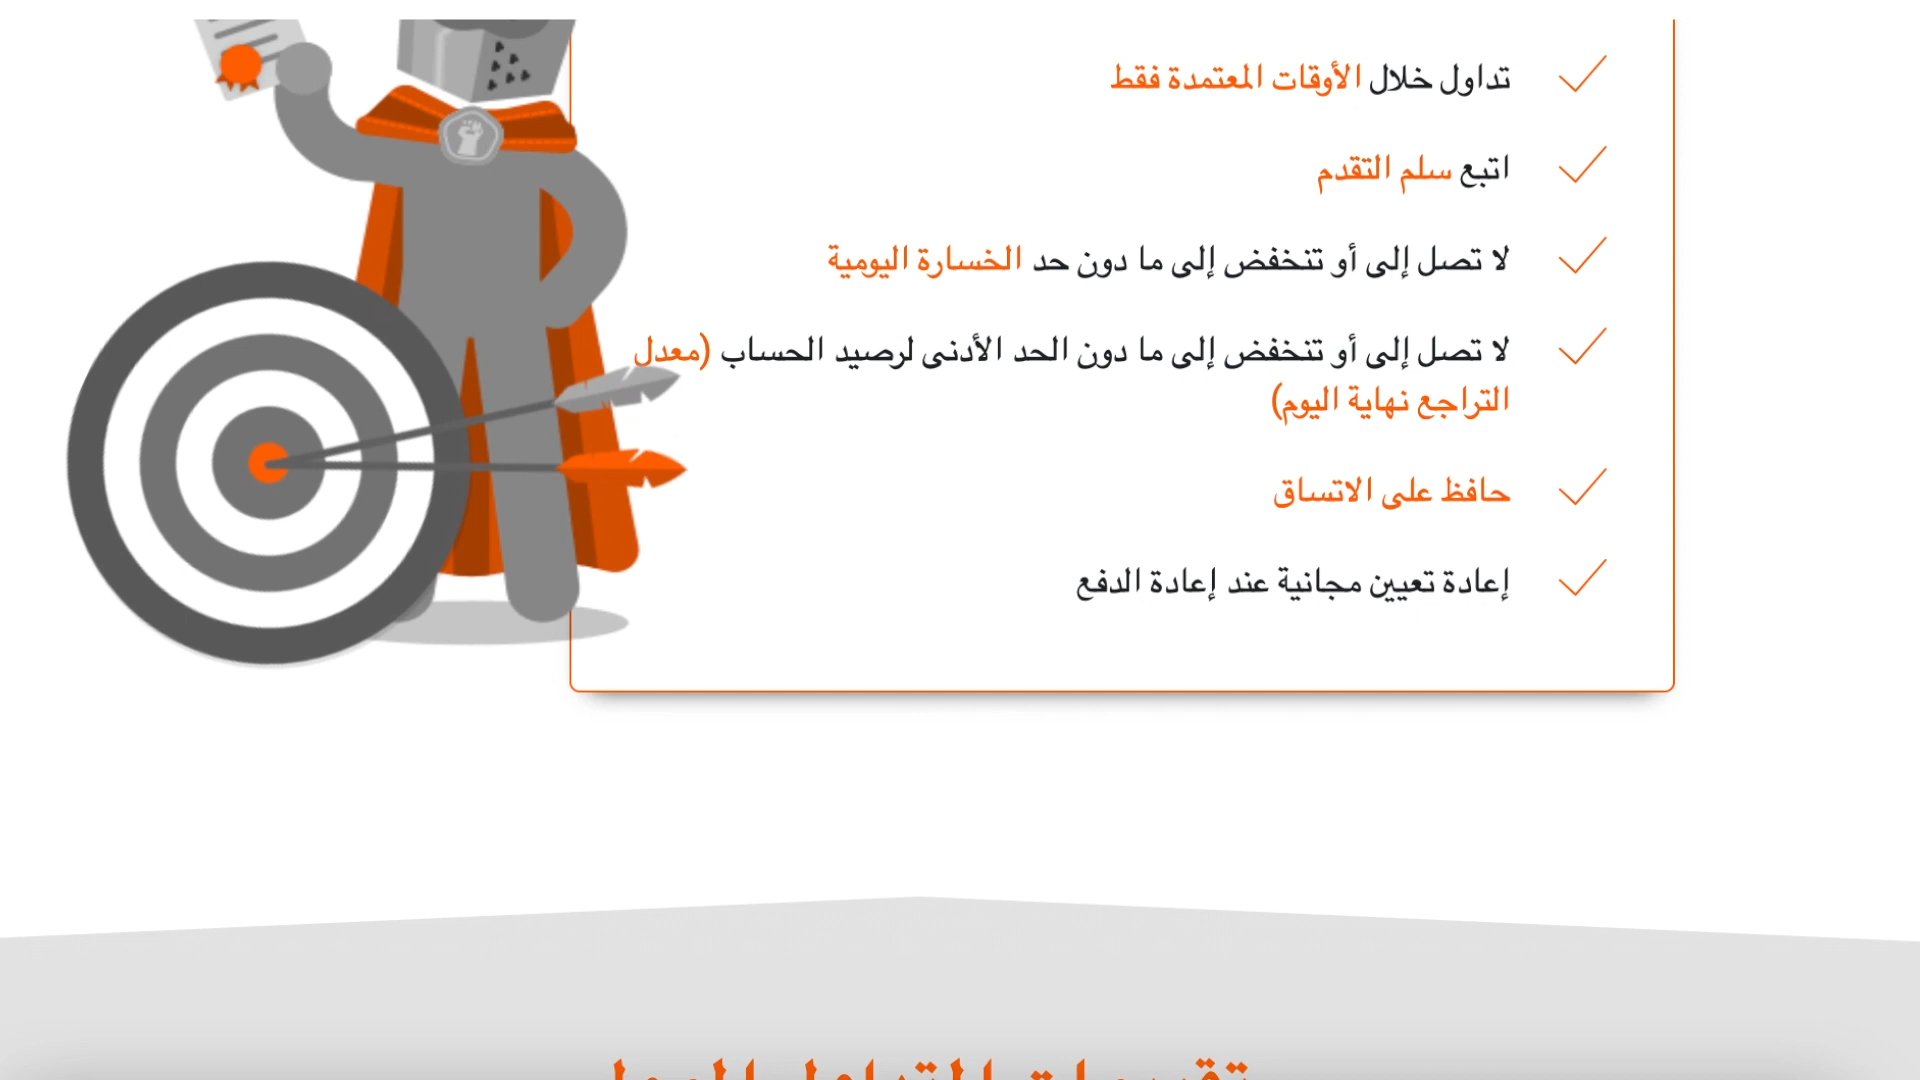 تداول خلال الأوقات المعتمدة فقط
اتبع سلم التقدم
لا تصل إلى أو تنخفض إلى ما دون حد الخسارة اليومية
لا تصل إلى أو تنخفض إلى ما دون الحد الأدنى لرصيد الحساب (معدل
التراجع نهاية اليوم)
حافظ على الاتساق
إعادة تعيين مجانية عند إعادة الدفع